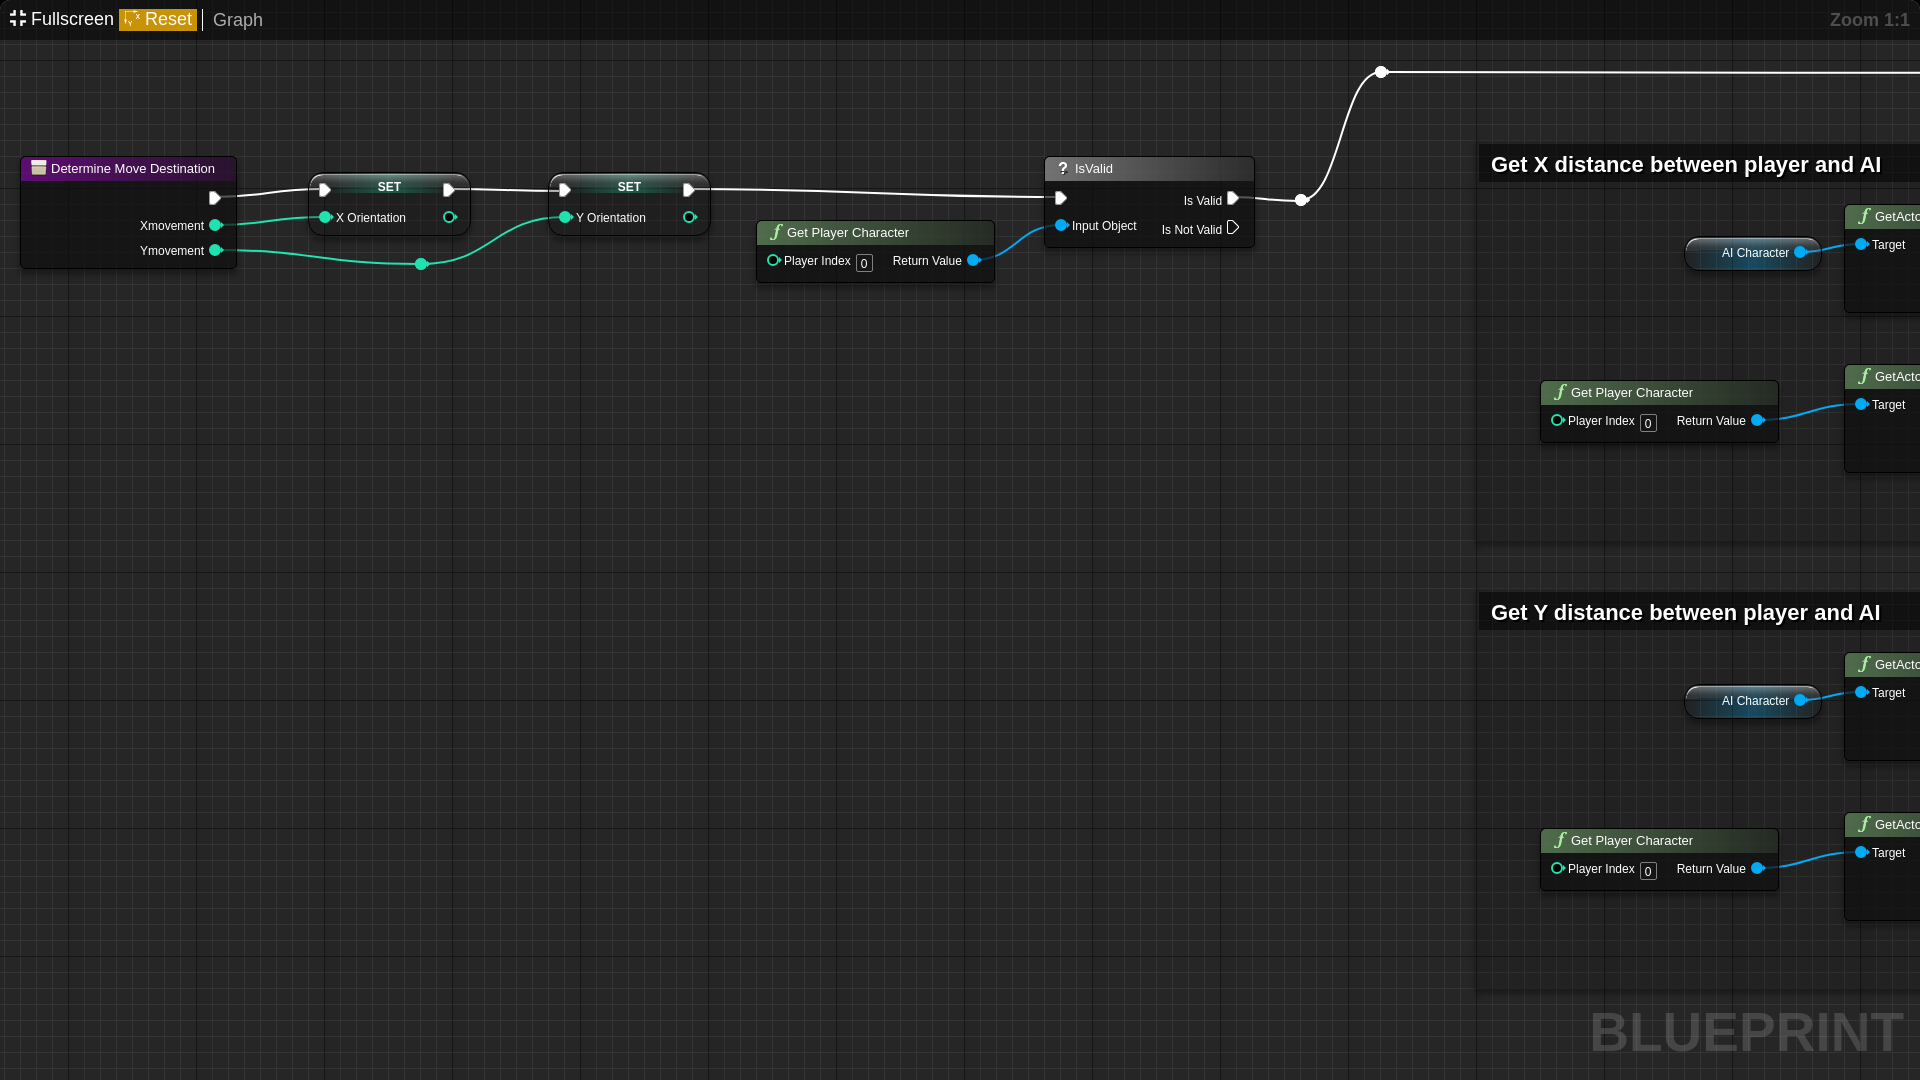 Fullscreen Reset Graph Zoom 1:1
Determine Move Destination
Xmovement
Ymovement
SET
X Orientation
SET
Y Orientation
Get Player Character
Player Index 0 Return Value
? IsValid
Is Valid
Input Object
Is Not Valid
Get X distance between player and AI
AI Character
GetActo
Target
Get Player Character
Player Index 0 Return Value
GetActo
Target
Get Y distance between player and AI
AI Character
GetActo
Target
Get Player Character
Player Index 0 Return Value
GetActo
Target
BLUEPRINT